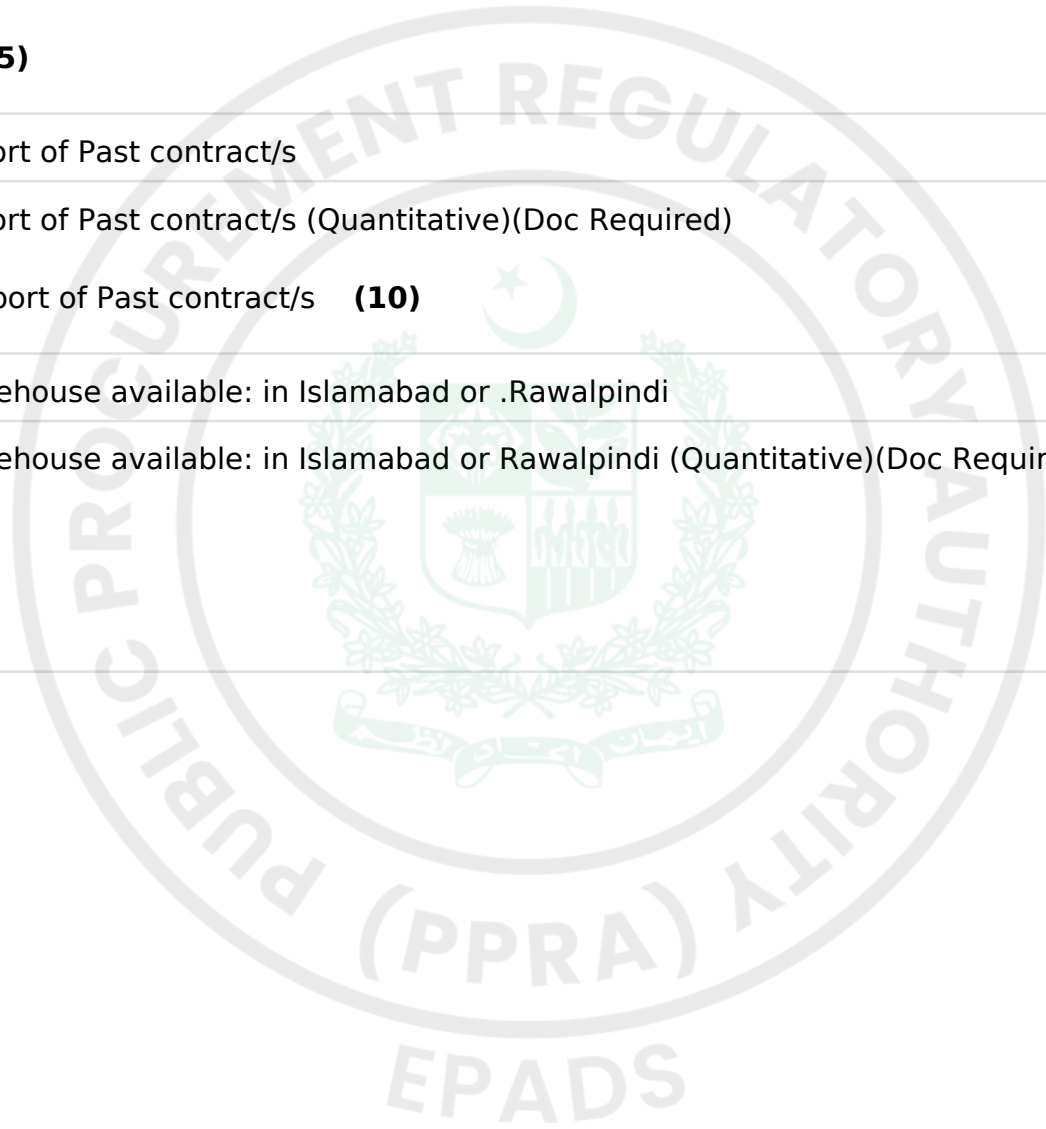 5)
ort of Past contract/s
ort of Past contract/s (Quantitative)(Doc Required)
port of Past contract/s (10)
ehouse available: in Islamabad or .Rawalpindi
ehouse available: in Islamabad or Rawalpindi (Quantitative)(Doc Requir
PUBLIC PROCUREMENT REGULATORY AUTHORITY
(PPRA)
EPADS